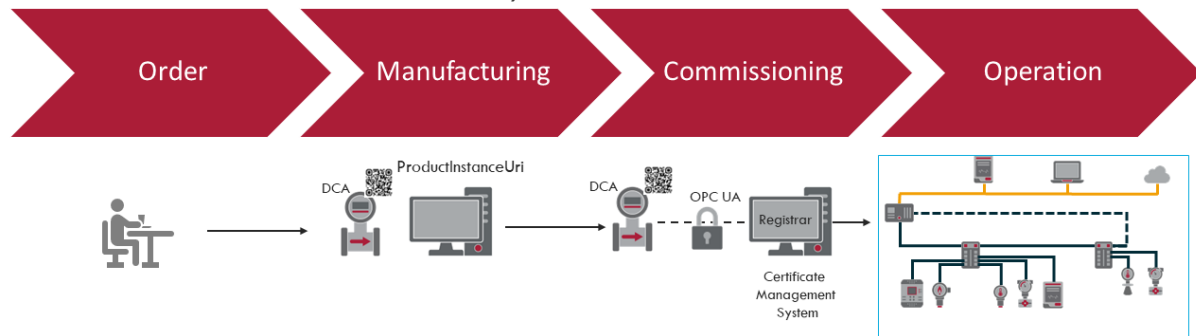 Order
Manufacturing
Commissioning
Operation
DCA
ProductInstanceUri
DCA
OPC UA
Registrar
Certificate
Management
System